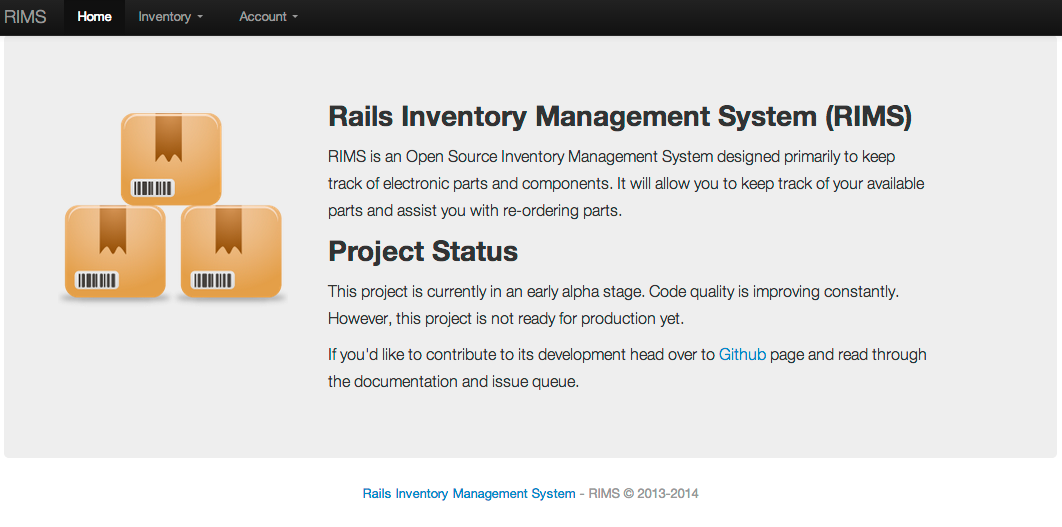 RIMS Home Inventory Account
Rails Inventory Management System (RIMS)
RIMS is an Open Source Inventory Management System designed primarily to keep
track of electronic parts and components. It will allow you to keep track of your available
parts and assist you with re-ordering parts.
Project Status
This project is currently in an early alpha stage. Code quality is improving constantly.
However, this project is not ready for production yet.
If you'd like to contribute to its development head over to Github page and read through
the documentation and issue queue.
Rails Inventory Management System - RIMS © 2013-2014